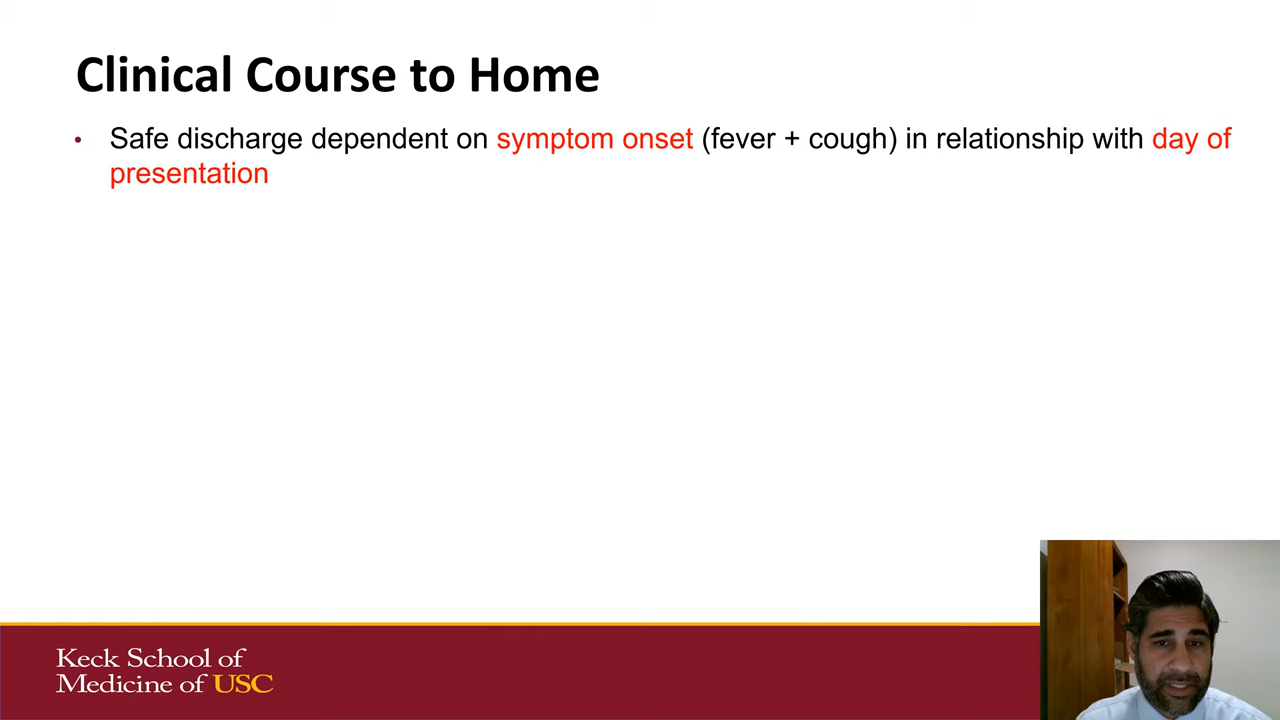 Clinical Course to Home
• Safe discharge dependent on symptom onset (fever + cough) in relationship with day of
presentation
Keck School of
Medicine of USC